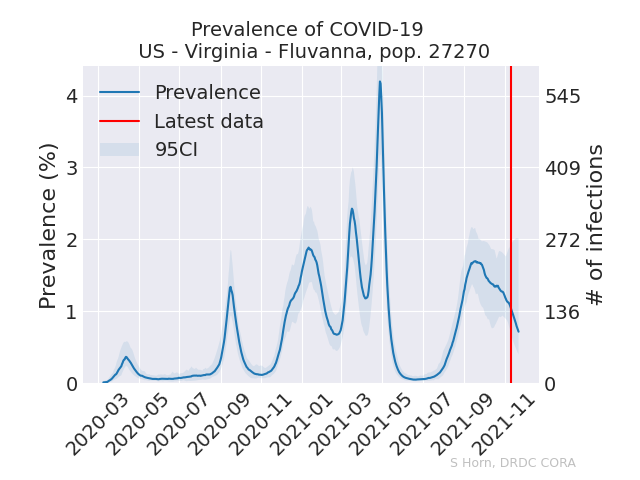 Prevalence of COVID-19
US - Virginia - Fluvanna, pop. 27270
Prevalence
Latest data
95CI
Prevalence (%)
4
3
2
1
0
# of infections
545
409
272
136
0
2020-03
2020-05
2020-07
2020-09
2020-11
2021-01
2021-03
2021-05
2021-07
2021-09
2021-11
S Horn, DRDC CORA